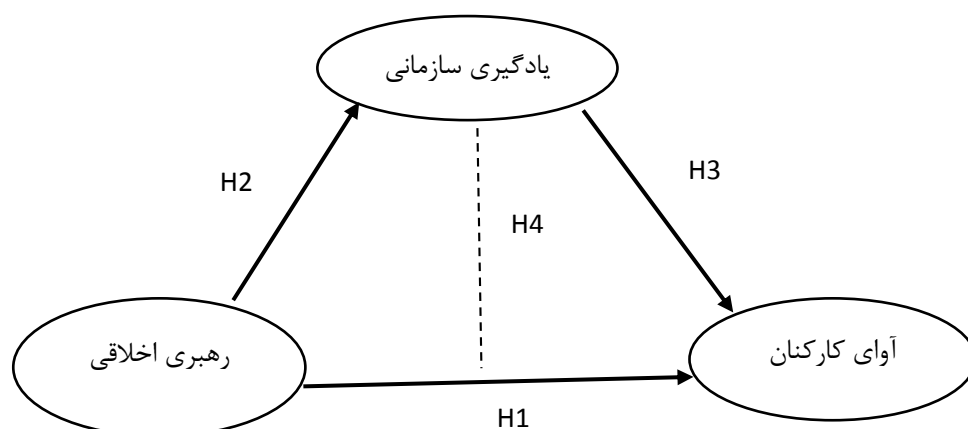 یادگیری سازمانی
H2
H3
H4
رهبری اخلاقی
آوای کارکنان
H1